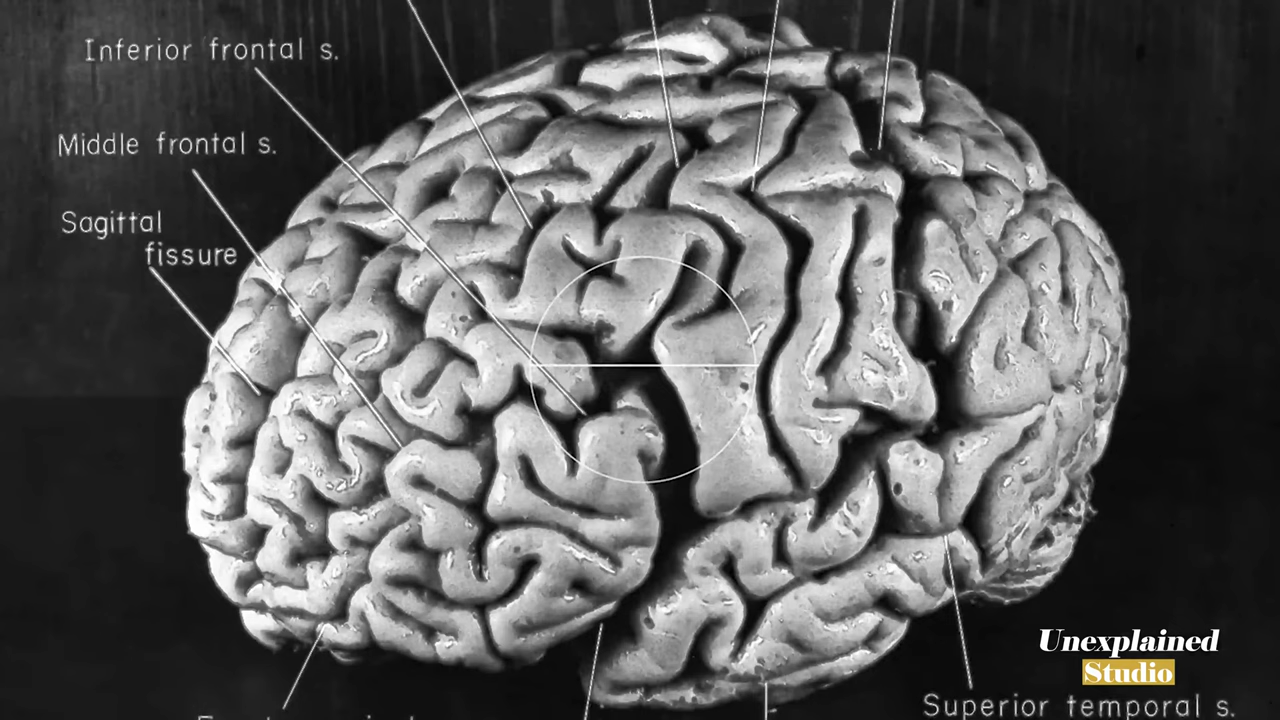 Inferior frontal s.
Middle frontal s.
Sagittal
fissure
Unexplained
Studio
Superior temporal s.